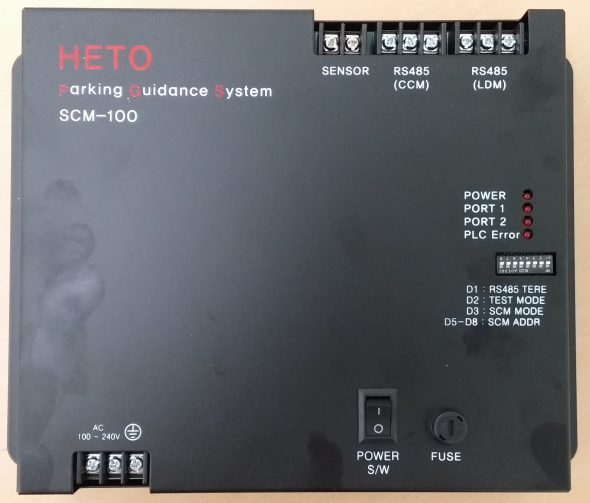 HETO
Parking Guidance System
SCM-100
SENSOR
RS485
(CCM)
RS485
(LDM)
POWER
PORT 1
PORT 2
PLC Error
D1 : RS485 TERE
D2 : TEST MODE
D3 : SCM MODE
D5-D8 : SCM ADDR
AC
100 ~ 240V
I
O
POWER
S/W
FUSE